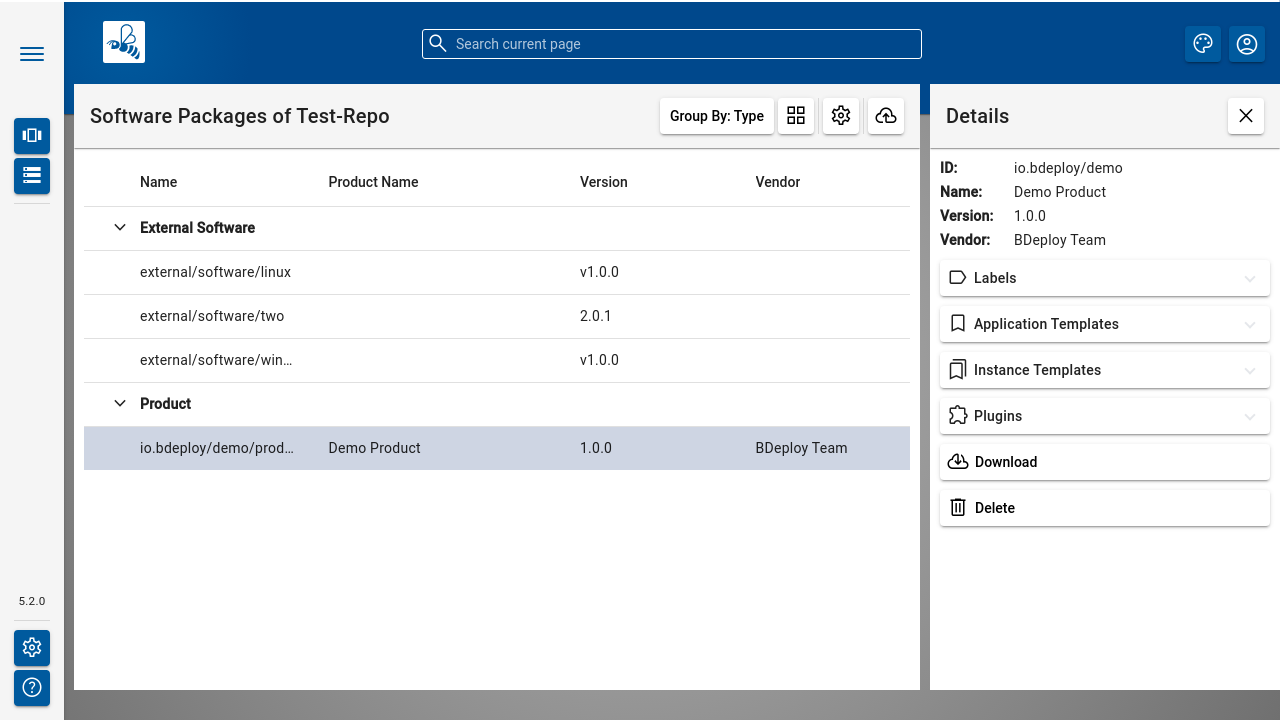 Search current page
Software Packages of Test-Repo
Group By: Type
Name Product Name Version Vendor
External Software
external/software/linux v1.0.0
external/software/two 2.0.1
external/software/win… v1.0.0
Product
io.bdeploy/demo/prod… Demo Product 1.0.0 BDeploy Team
Details
ID: io.bdeploy/demo
Name: Demo Product
Version: 1.0.0
Vendor: BDeploy Team
Labels
Application Templates
Instance Templates
Plugins
Download
Delete
5.2.0